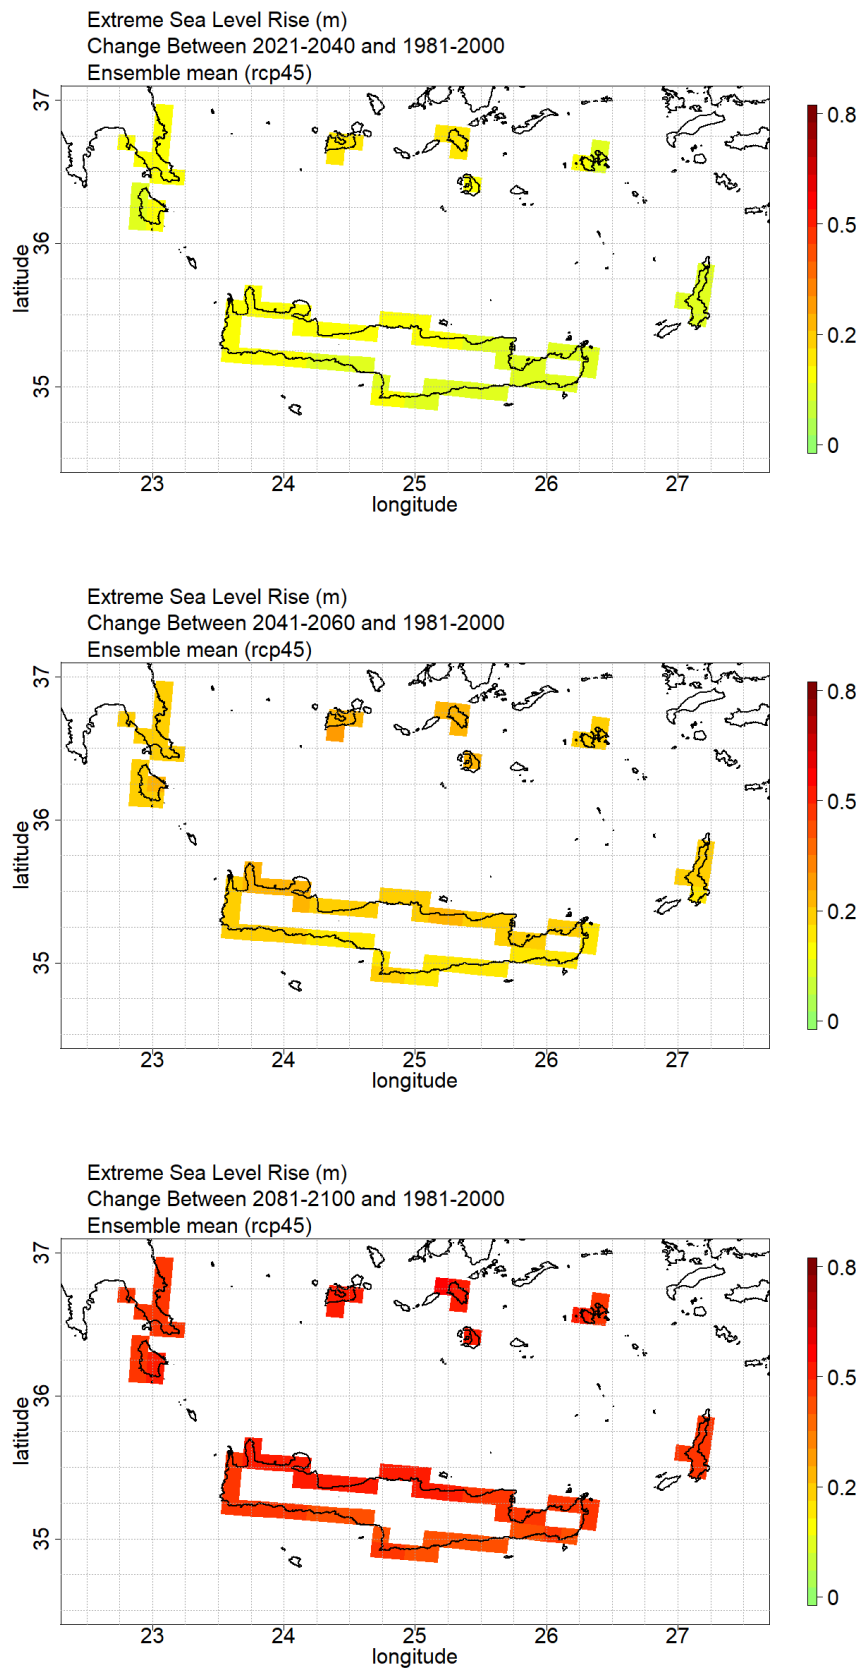 Extreme Sea Level Rise (m)
Change Between 2021-2040 and 1981-2000
Ensemble mean (rcp45)
37
36
35
latitude
23 24 25 26 27
longitude
0.8
0.5
0.2
0
Extreme Sea Level Rise (m)
Change Between 2041-2060 and 1981-2000
Ensemble mean (rcp45)
37
36
35
latitude
23 24 25 26 27
longitude
0.8
0.5
0.2
0
Extreme Sea Level Rise (m)
Change Between 2081-2100 and 1981-2000
Ensemble mean (rcp45)
37
36
35
latitude
23 24 25 26 27
longitude
0.8
0.5
0.2
0